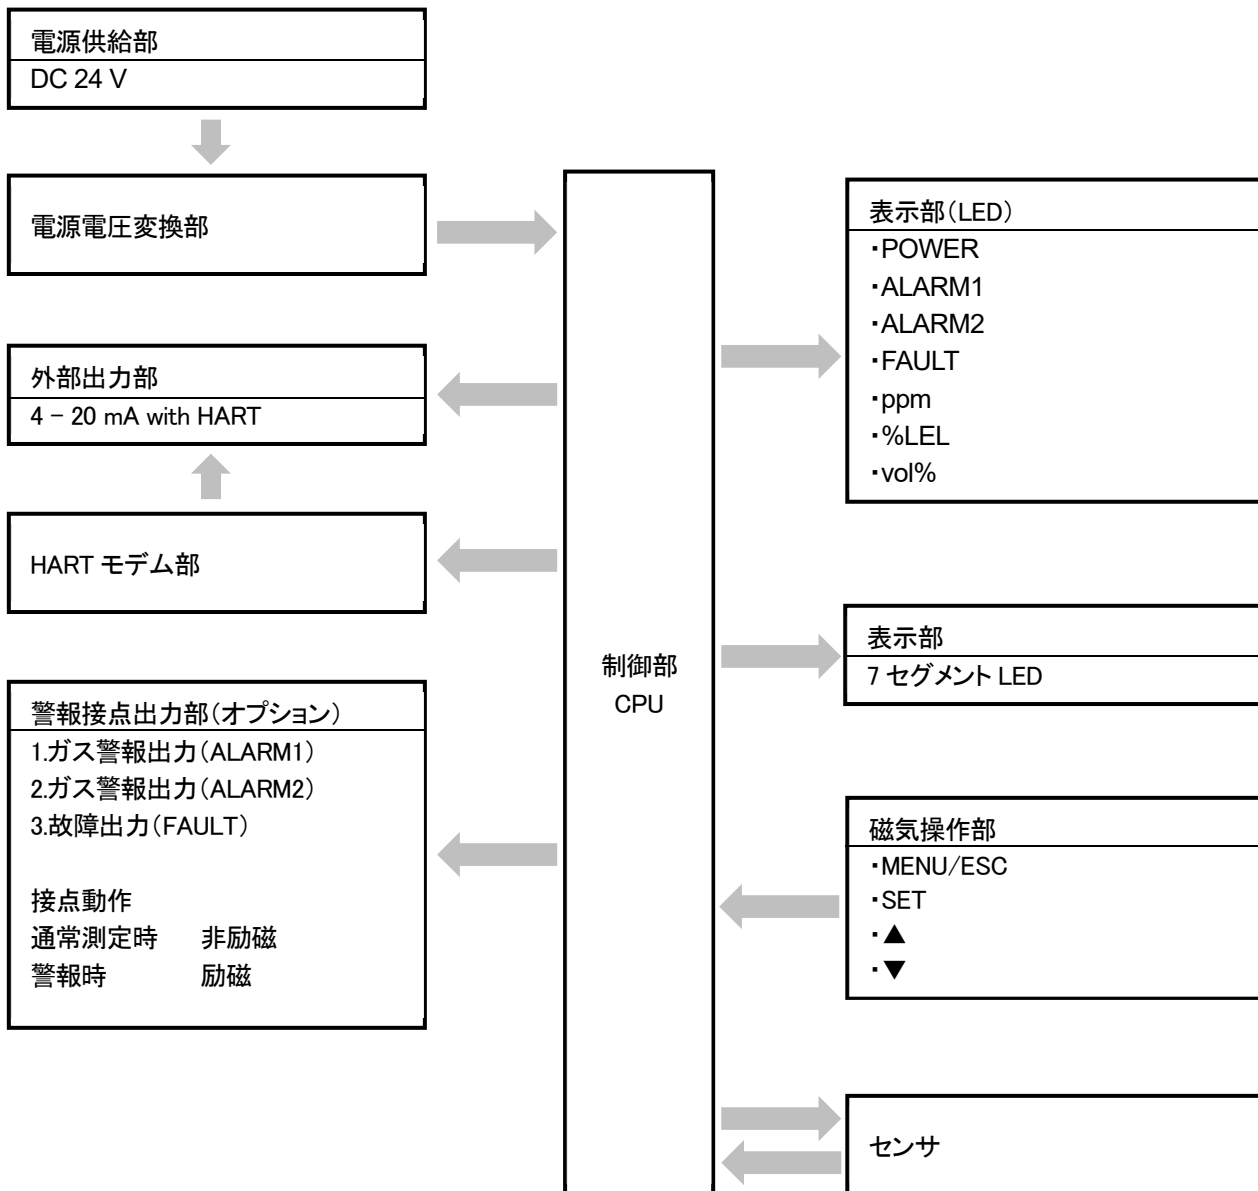 電源供給部
DC 24 V
電源電圧変換部
外部出力部
4 - 20 mA with HART
HART モデム部
警報接点出力部(オプション)
1.ガス警報出力(ALARM1)
2.ガス警報出力(ALARM2)
3.故障出力(FAULT)
接点動作
通常測定時 非励磁
警報時 励磁
制御部
CPU
表示部(LED)
・POWER
・ALARM1
・ALARM2
・FAULT
・ppm
・%LEL
・vol%
表示部
7 セグメント LED
磁気操作部
・MENU/ESC
・SET
・▲
・▼
センサ